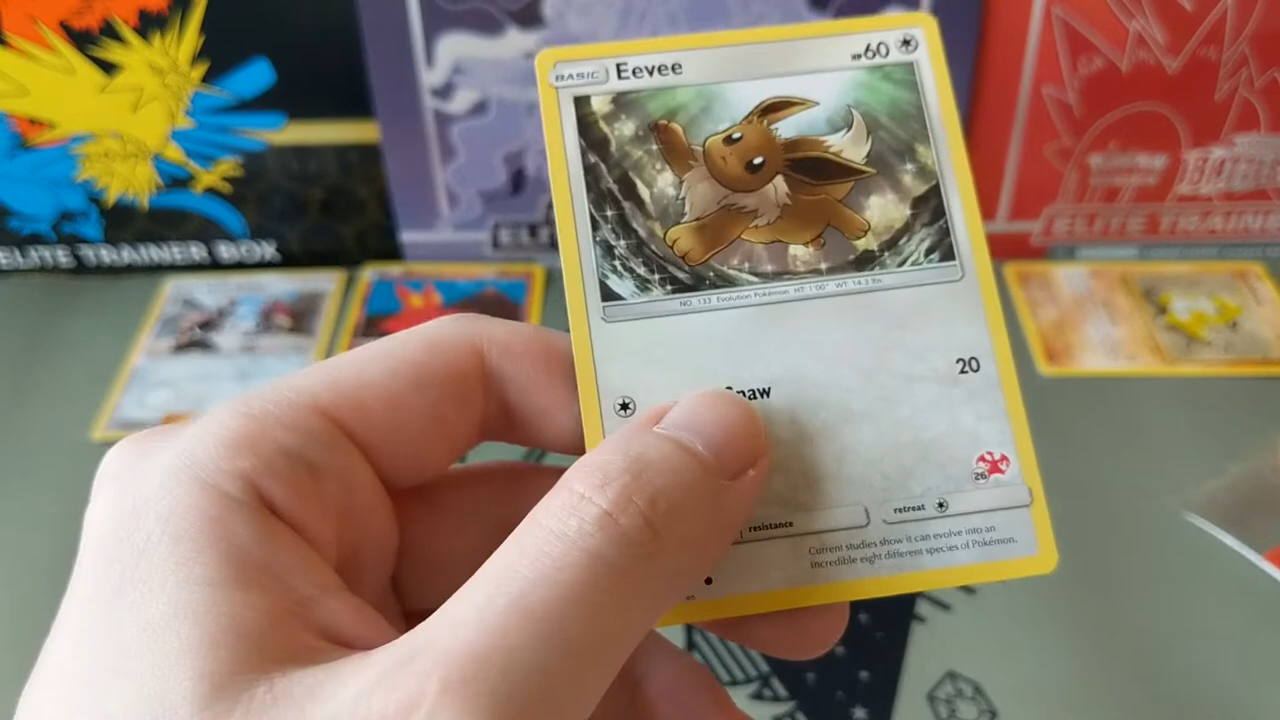 BASIC Eevee HP60
NO. 133 Evolution Pokémon HT: 1'00" WT: 14.3 lbs.
20
26
resistance
retreat
Current studies show it can evolve into an
incredible eight different species of Pokémon.
ELITE TRAINER BOX
ELITE TRAINER